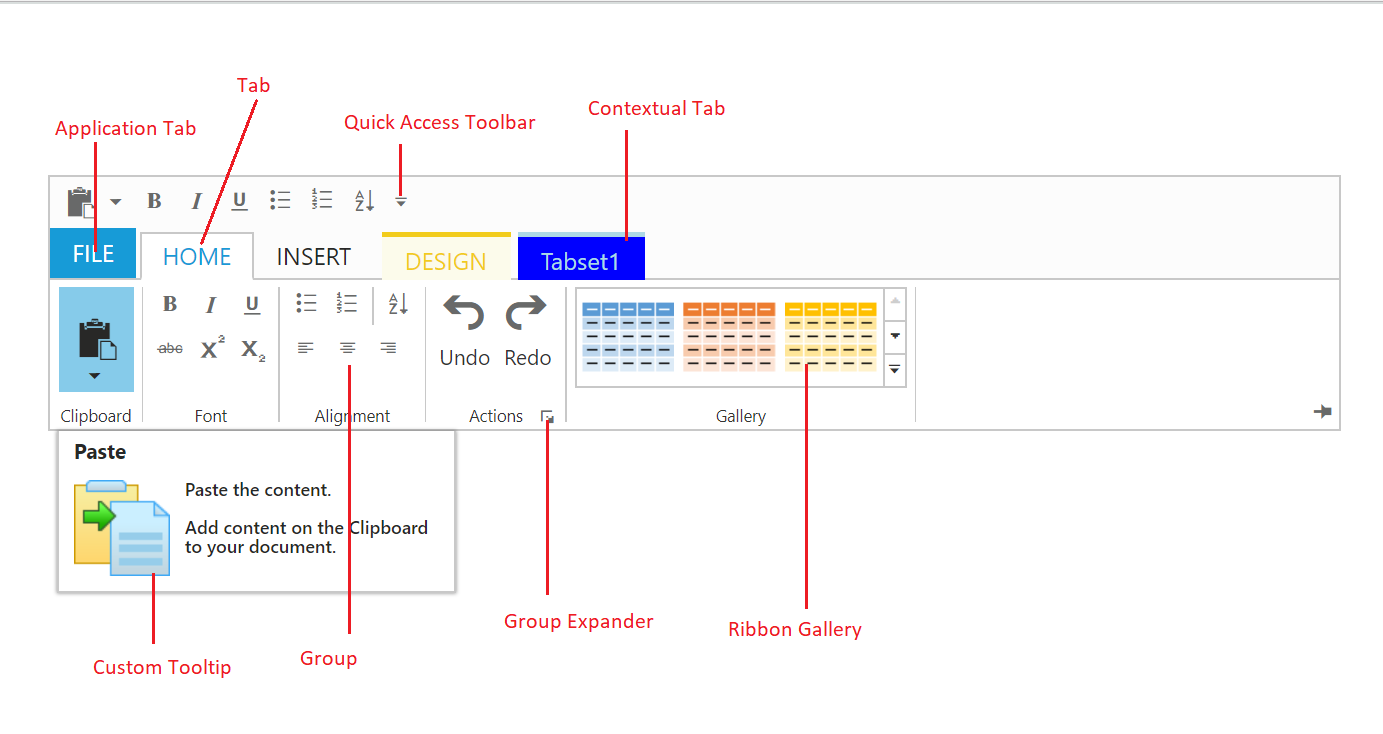 Tab
Contextual Tab
Quick Access Toolbar
Application Tab
B I U
FILE HOME INSERT DESIGN Tabset1
B I U
abc X2 X2
Undo Redo
Clipboard Font Alignment Actions Gallery
Paste
Paste the content.
Add content on the Clipboard
to your document.
Group Expander
Ribbon Gallery
Group
Custom Tooltip